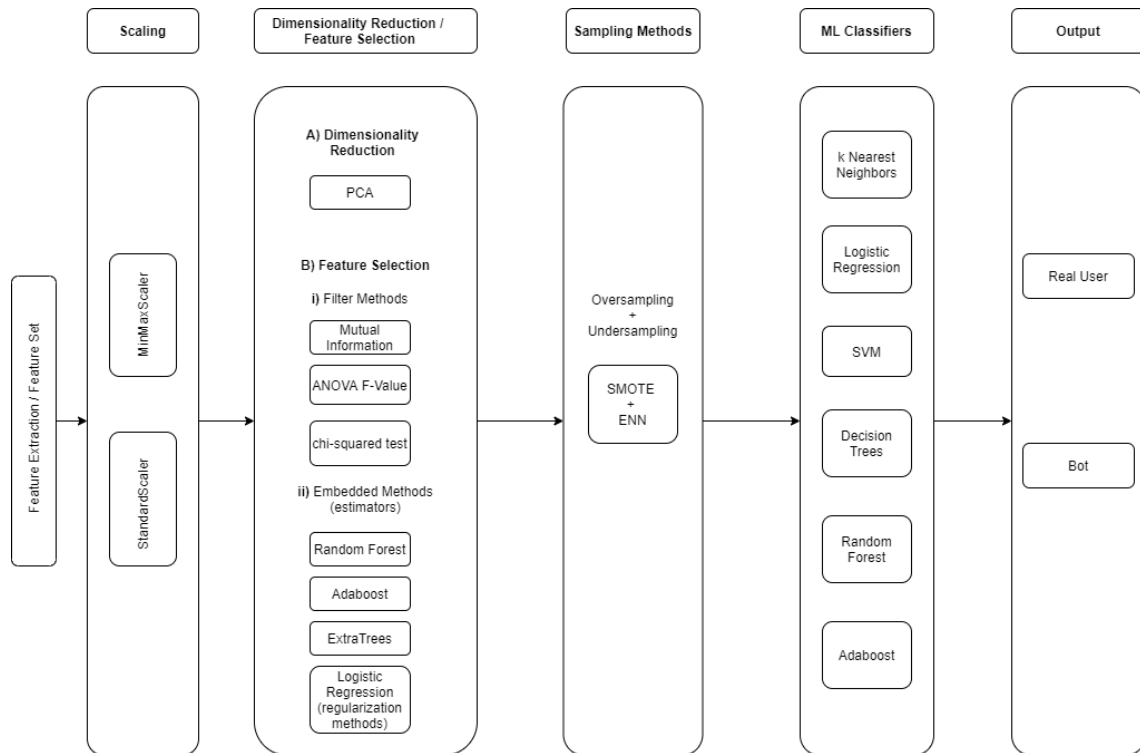 Scaling
Dimensionality Reduction /
Feature Selection
Sampling Methods
ML Classifiers
Output
Feature Extraction / Feature Set
MinMaxScaler
StandardScaler
A) Dimensionality
Reduction
PCA
B) Feature Selection
i) Filter Methods
Mutual
Information
ANOVA F-Value
chi-squared test
ii) Embedded Methods
(estimators)
Random Forest
Adaboost
ExtraTrees
Logistic
Regression
(regularization
methods)
Oversampling
+
Undersampling
SMOTE
+
ENN
k Nearest
Neighbors
Logistic
Regression
SVM
Decision
Trees
Random
Forest
Adaboost
Real User
Bot